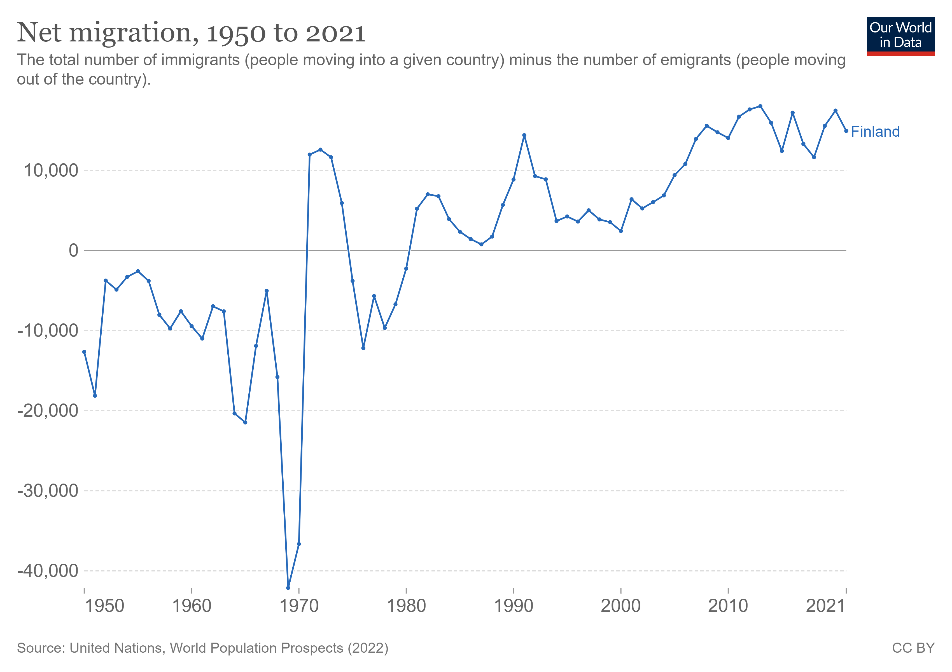 Net migration, 1950 to 2021
Our World
in Data
The total number of immigrants (people moving into a given country) minus the number of emigrants (people moving
out of the country).
Finland
10,000
0
-10,000
-20,000
-30,000
-40,000
1950 1960 1970 1980 1990 2000 2010 2021
Source: United Nations, World Population Prospects (2022) CC BY